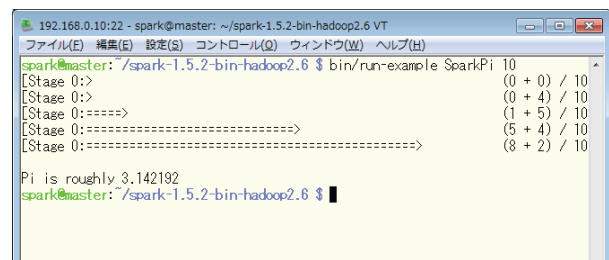 192.168.0.10:22 - spark@master: ~/spark-1.5.2-bin-hadoop2.6 VT
ファイル(F) 編集(E) 設定(S) コントロール(O) ウィンドウ(W) ヘルプ(H)
spark@master:~/spark-1.5.2-bin-hadoop2.6 $ bin/run-example SparkPi 10
[Stage 0:> (0 + 0) / 10
[Stage 0:> (0 + 4) / 10
[Stage 0:=====> (1 + 5) / 10
[Stage 0:=============================> (5 + 4) / 10
[Stage 0:==============================================> (8 + 2) / 10
Pi is roughly 3.142192
spark@master:~/spark-1.5.2-bin-hadoop2.6 $